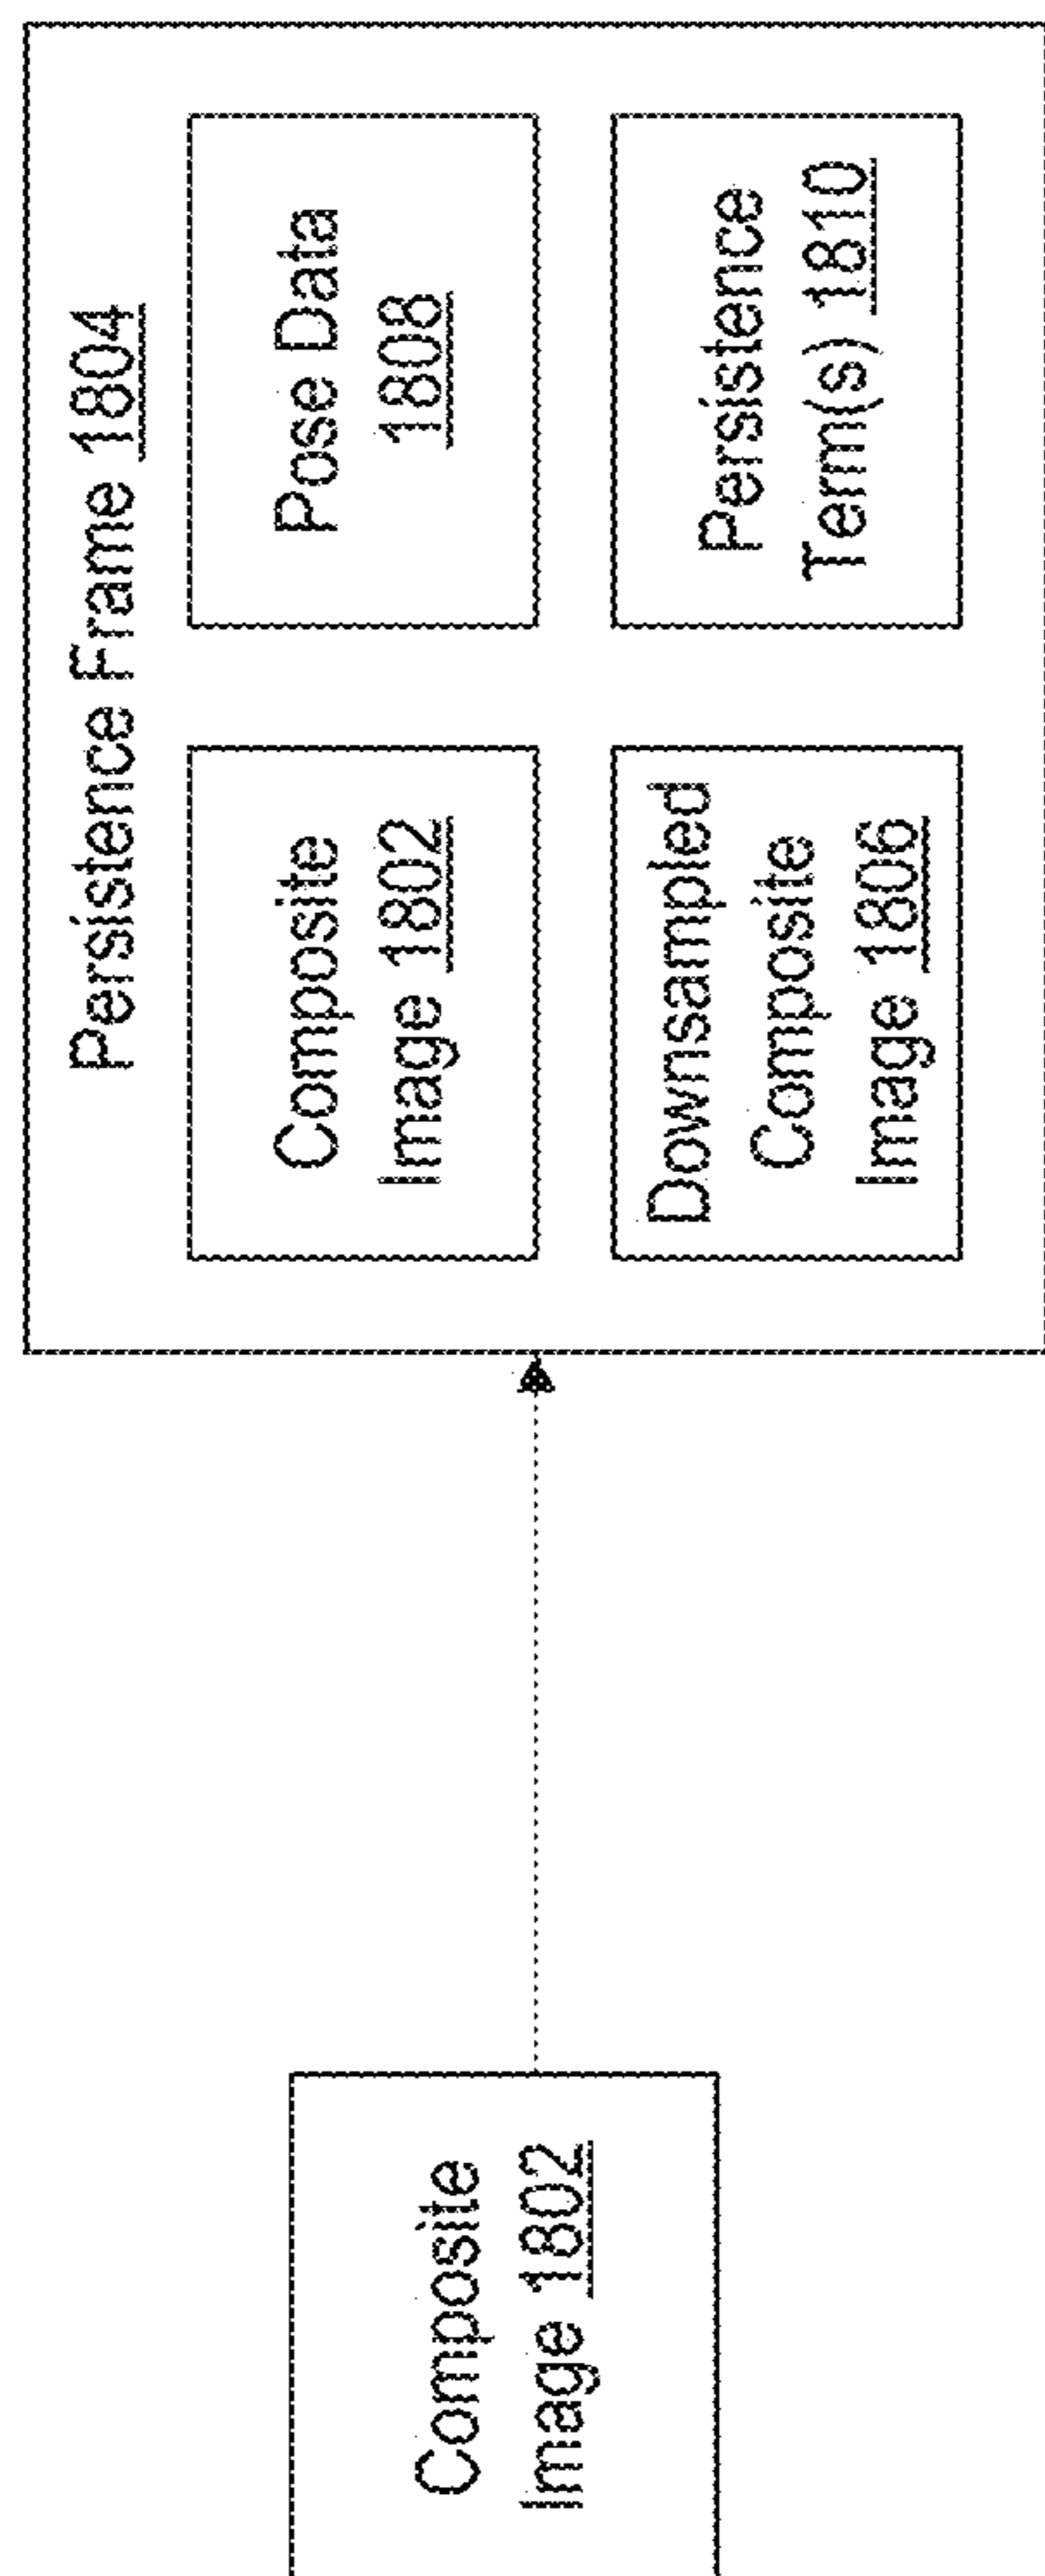 Composite
Image 1802
Persistence Frame 1804
Composite
Image 1802
Pose Data
1808
Downsampled
Composite
Image 1806
Persistence
Term(s) 1810